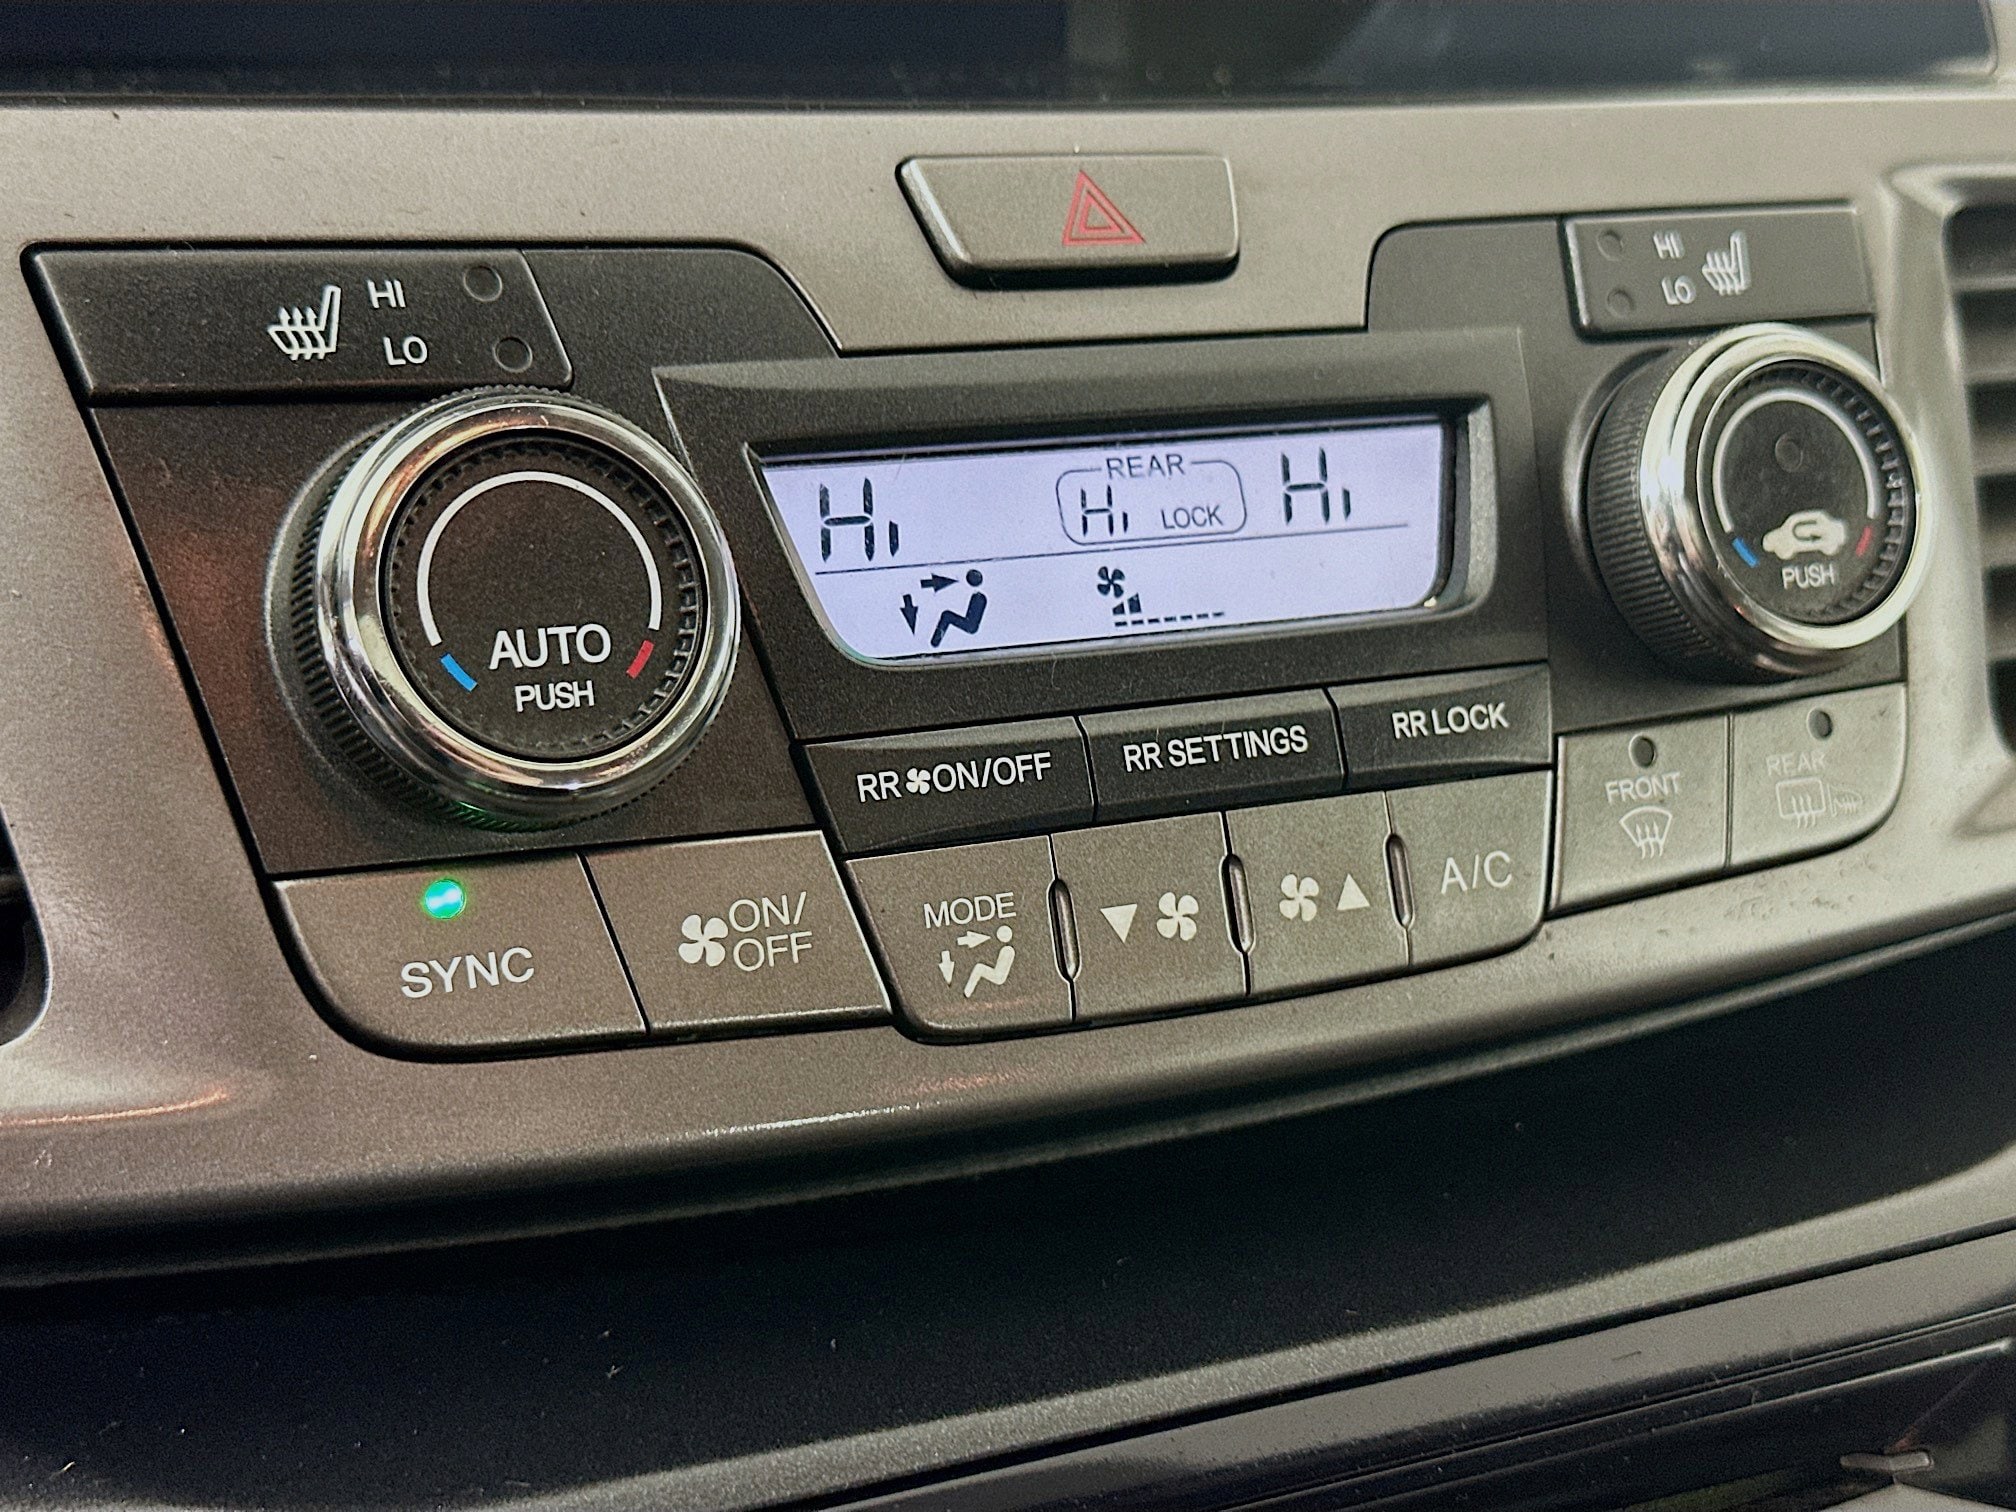 HI
LO
HI
LO
Hi
REAR
Hi LOCK
Hi
AUTO
PUSH
PUSH
RR ON/OFF
RR SETTINGS
RR LOCK
FRONT
REAR
SYNC
ON/
OFF
MODE
A/C